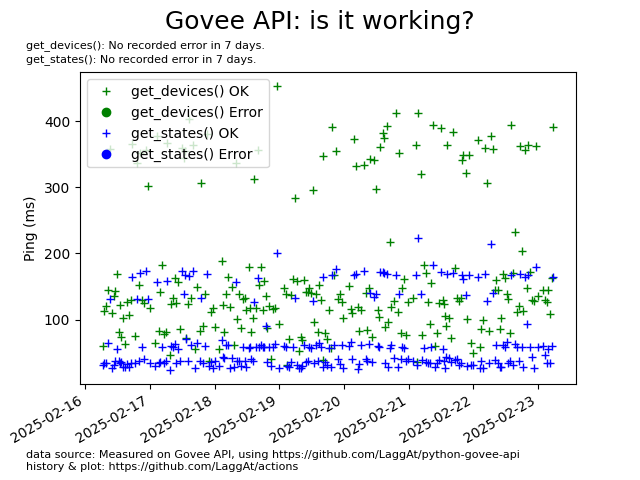 Govee API: is it working?
get_devices(): No recorded error in 7 days.
get_states(): No recorded error in 7 days.
get_devices() OK
get_devices() Error
get_states() OK
get_states() Error
Ping (ms)
400
300
200
100
2025-02-16
2025-02-17
2025-02-18
2025-02-19
2025-02-20
2025-02-21
2025-02-22
2025-02-23
data source: Measured on Govee API, using https://github.com/LaggAt/python-govee-api
history & plot: https://github.com/LaggAt/actions